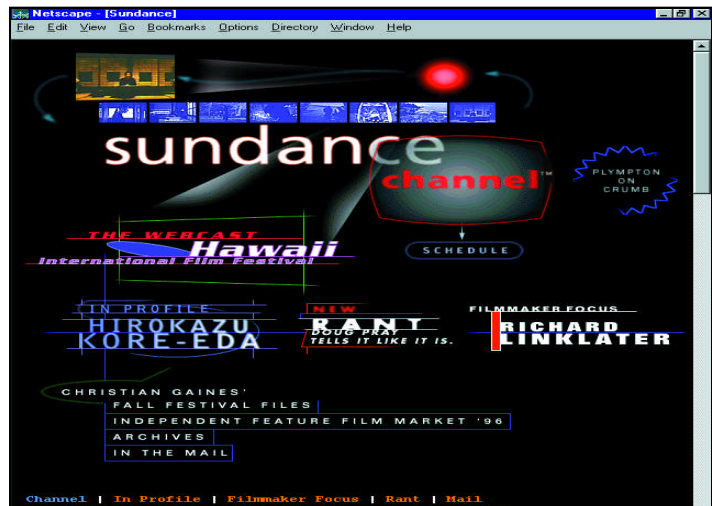 Netscape - [Sundance]
File Edit View Go Bookmarks Options Directory Window Help
sundance
channel™
PLYMPTON
ON
CRUMB
THE WEBCAST
Hawaii
International Film Festival
SCHEDULE
IN PROFILE
HIROKAZU
KORE-EDA
NEW
RANT
DOUG PRAY
TELLS IT LIKE IT IS.
FILMMAKER FOCUS
RICHARD
LINKLATER
CHRISTIAN GAINES'
FALL FESTIVAL FILES
INDEPENDENT FEATURE FILM MARKET '96
ARCHIVES
IN THE MAIL
Channel | In Profile | Filmmaker Focus | Rant | Mail